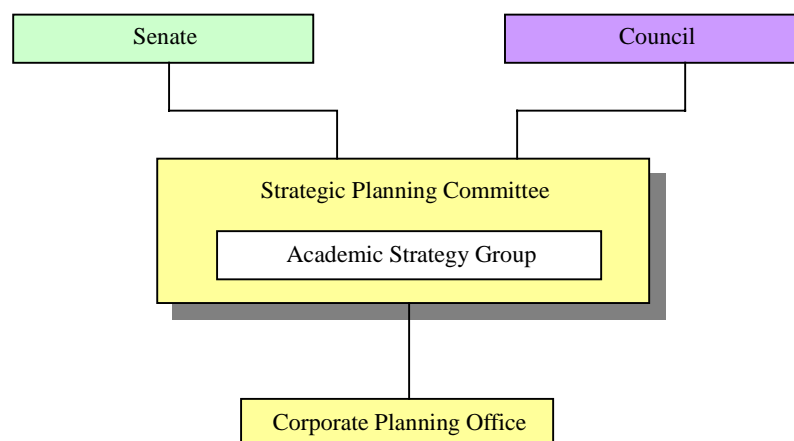 Senate
Council
Strategic Planning Committee
Academic Strategy Group
Corporate Planning Office